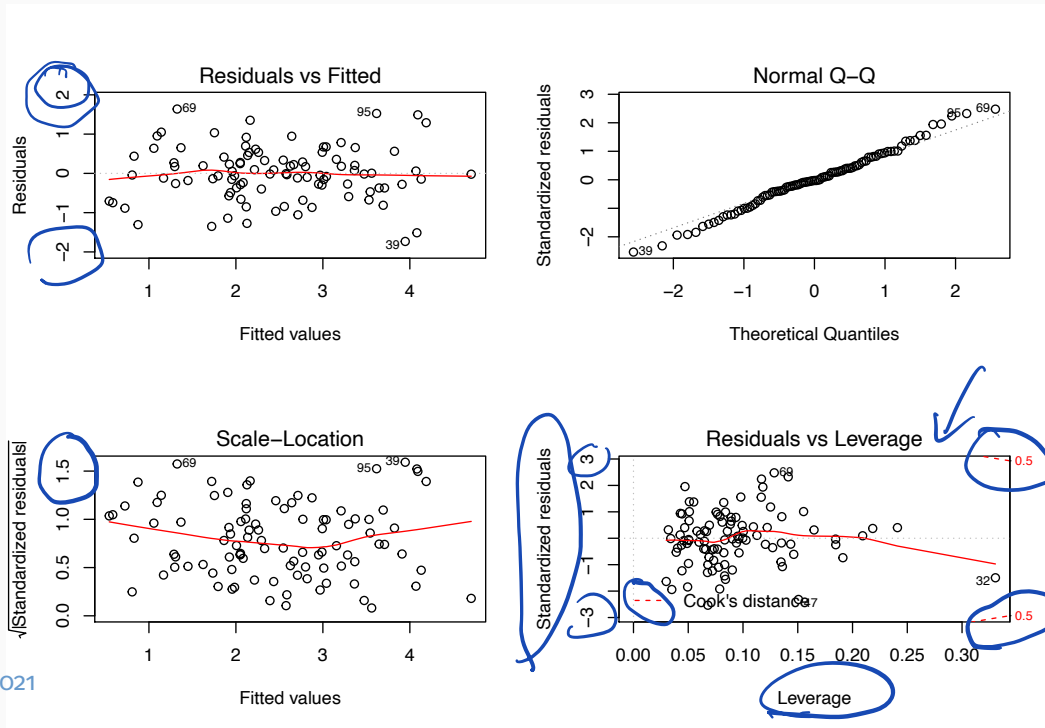 Residuals vs Fitted
Residuals
2
1
0
−1
−2
69
95
39
1 2 3 4
Fitted values
Normal Q−Q
Standardized residuals
3
2
1
0
−2
95 69
39
−2 −1 0 1 2
Theoretical Quantiles
Scale−Location
√|Standardized residuals|
1.5
1.0
0.5
0.0
69
95
39
1 2 3 4
Fitted values
Residuals vs Leverage
Standardized residuals
3
2
1
−1
−3
69
0.5
32
Cook's distance
0.5
0.00 0.05 0.10 0.15 0.20 0.25 0.30
Leverage
021